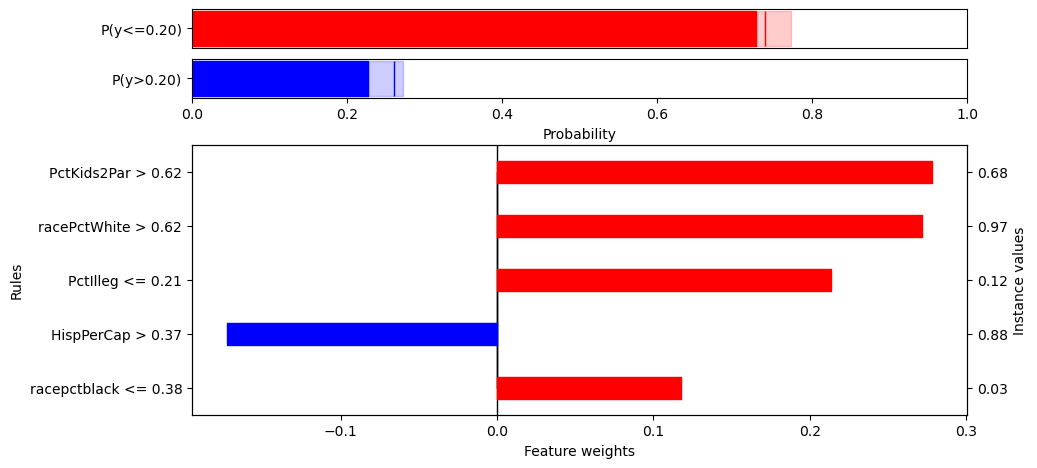 P(y<=0.20)
P(y>0.20)
0.0 0.2 0.4 0.6 0.8 1.0
Probability
PctKids2Par > 0.62 0.68
racePctWhite > 0.62 0.97
PctIlleg <= 0.21 0.12
HispPerCap > 0.37 0.88
racepctblack <= 0.38 0.03
Rules
Instance values
−0.1 0.0 0.1 0.2 0.3
Feature weights